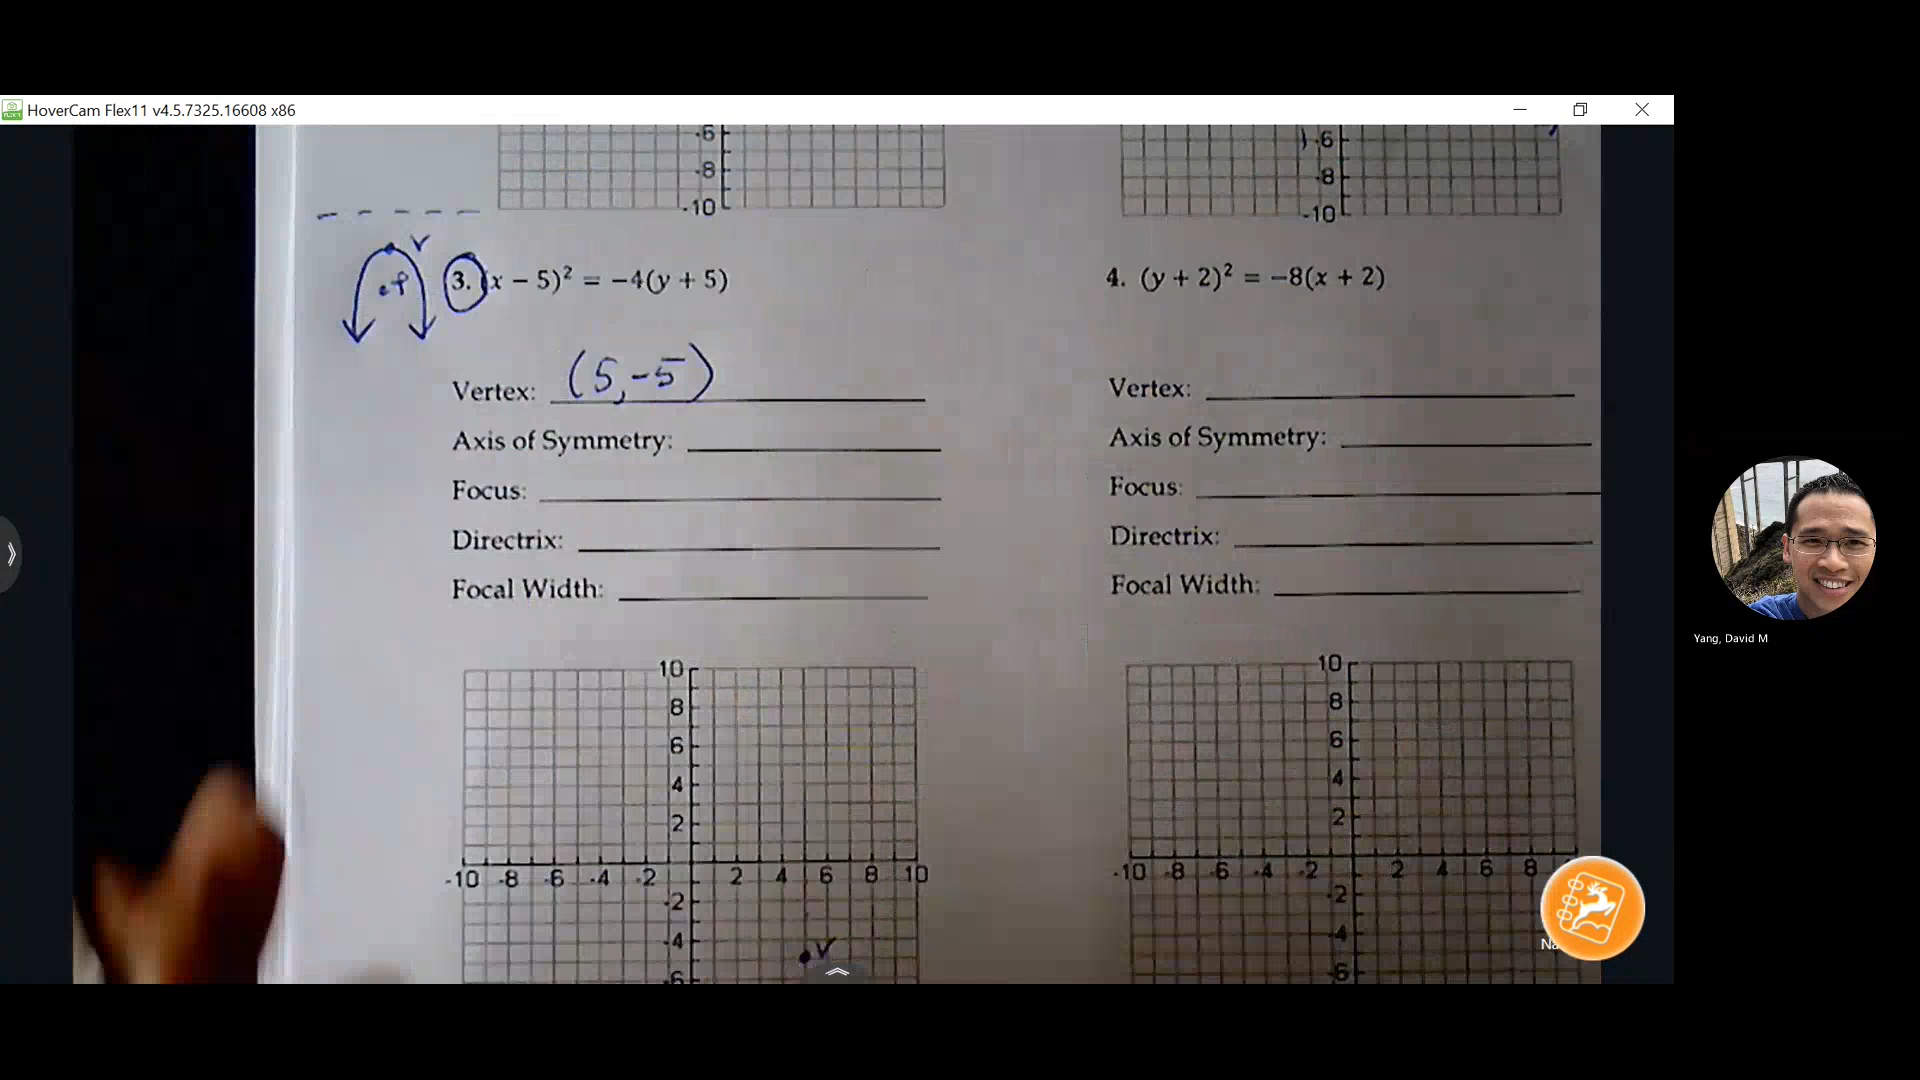 HoverCam Flex11 v4.5.7325.16608 x86
-6
-8
-10
-6
-8
-10
V
f
3. (x − 5)² = −4(y + 5)
Vertex: (5, -5)
Axis of Symmetry:
Focus:
Directrix:
Focal Width:
10
8
6
4
2
-10 -8 -6 -4 -2 2 4 6 8 10
-2
-4
-6
V
4. (y + 2)² = −8(x + 2)
Vertex:
Axis of Symmetry:
Focus:
Directrix:
Focal Width:
10
8
6
4
2
-10 -8 -6 -4 -2 2 4 6 8
-2
-4
-6
Yang, David M